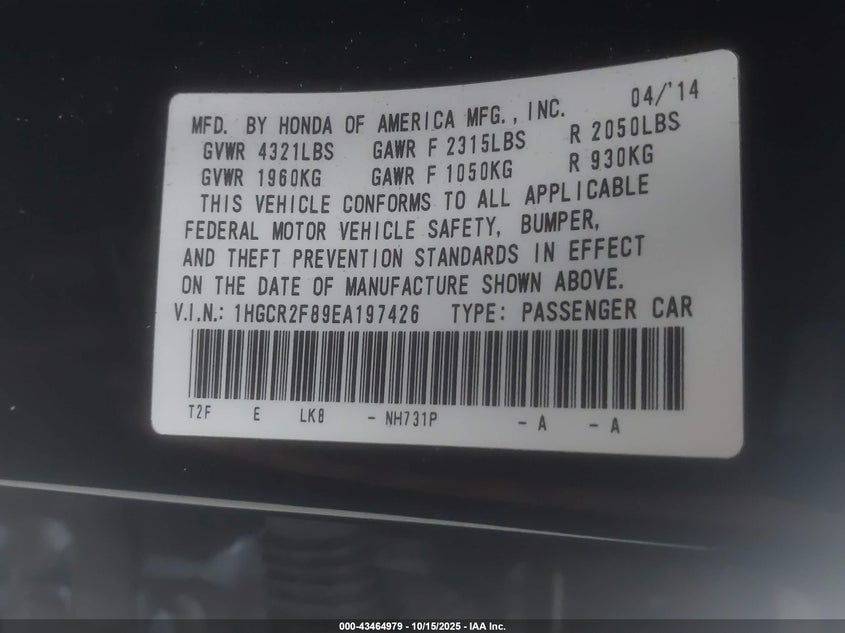 MFD. BY HONDA OF AMERICA MFG., INC. 04/'14
GVWR 4321LBS GAWR F 2315LBS R 2050LBS
GVWR 1960KG GAWR F 1050KG R 930KG
THIS VEHICLE CONFORMS TO ALL APPLICABLE
FEDERAL MOTOR VEHICLE SAFETY, BUMPER,
AND THEFT PREVENTION STANDARDS IN EFFECT
ON THE DATE OF MANUFACTURE SHOWN ABOVE.
V.I.N.: 1HGCR2F89EA197426 TYPE: PASSENGER CAR
T2F E LK8 - NH731P - A - A
000-43464979 - 10/15/2025 - IAA Inc.